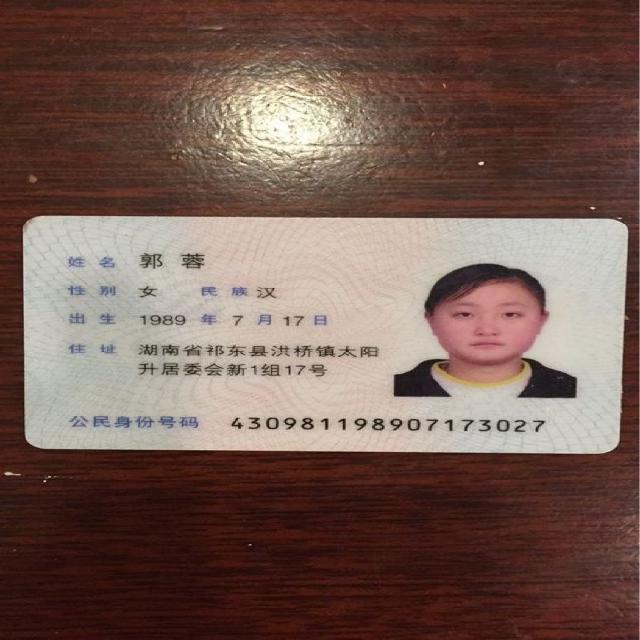 姓名 郭蓉
性别 女 民族 汉
出生 1989 年 7 月 17 日
住址 湖南省祁东县洪桥镇太阳
升居委会新1组17号
公民身份号码 430981198907173027